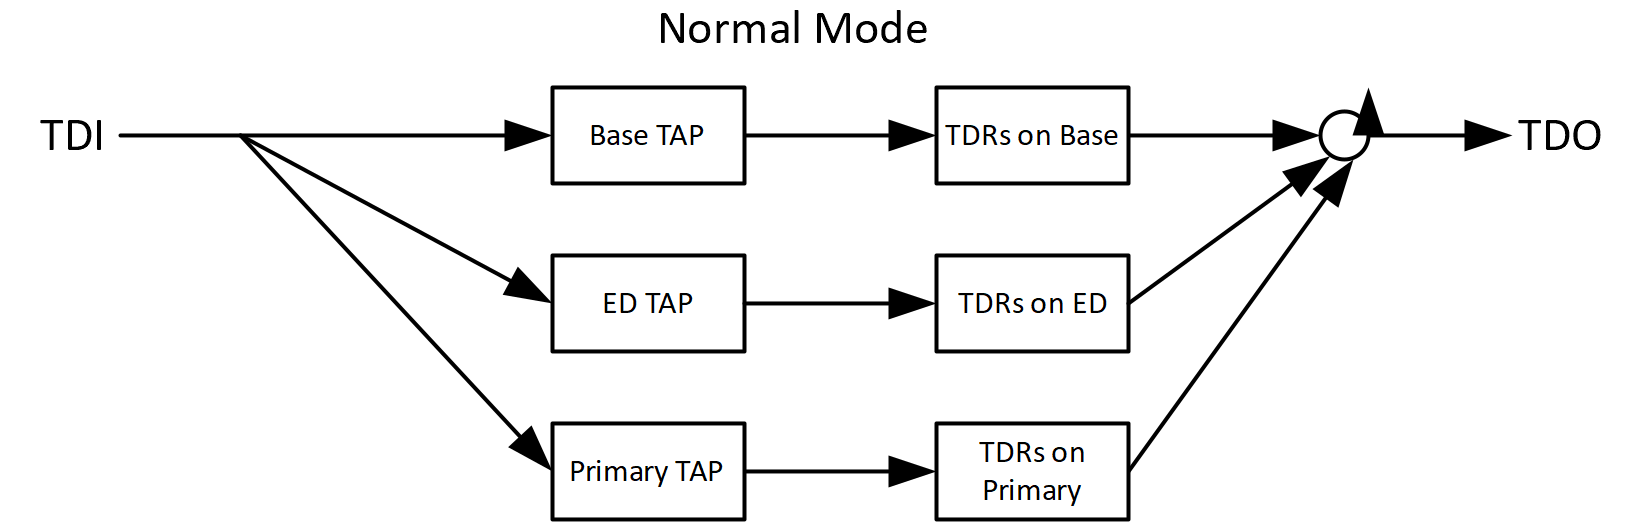 Normal Mode
TDI
Base TAP
TDRs on Base
TDO
ED TAP
TDRs on ED
Primary TAP
TDRs on
Primary